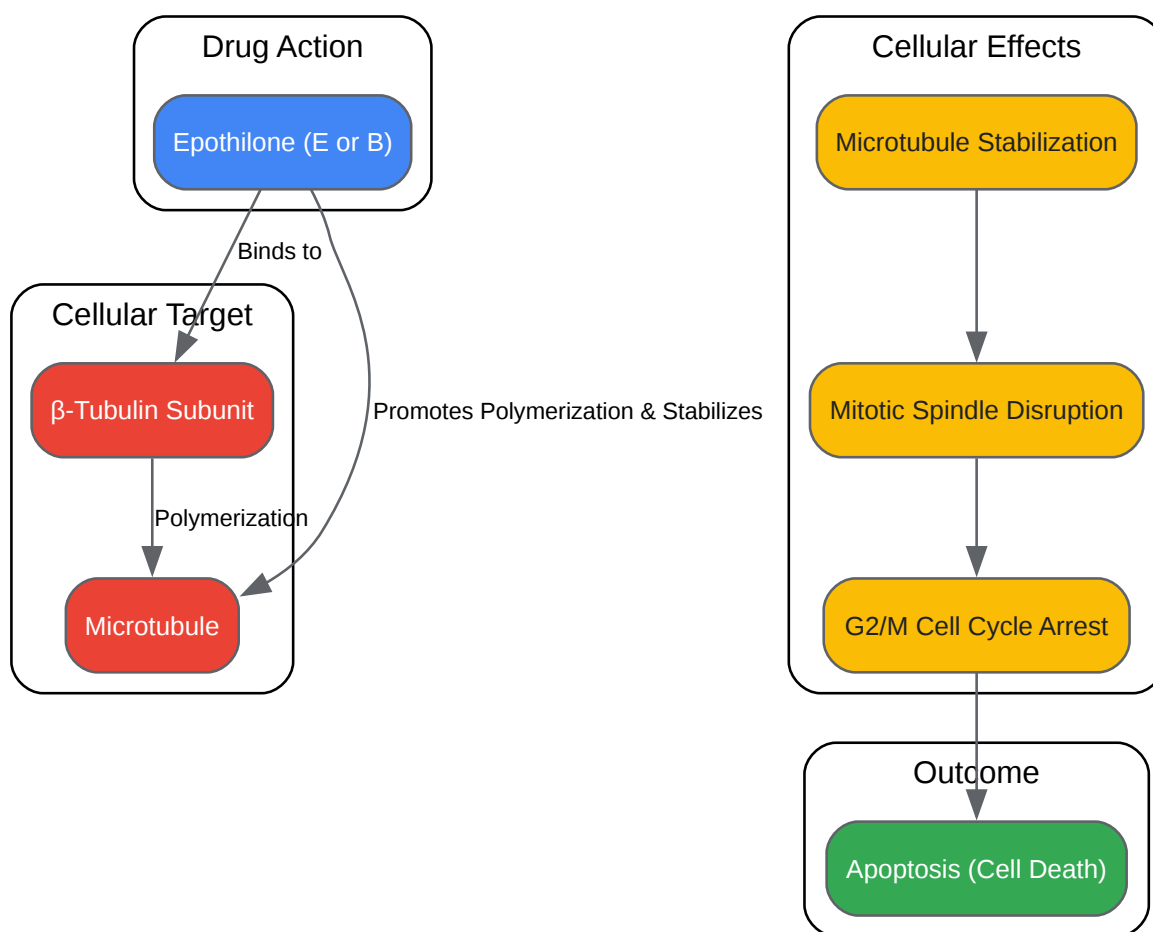 Drug Action
Epothilone (E or B)
Binds to
Cellular Target
β-Tubulin Subunit
Promotes Polymerization & Stabilizes
Polymerization
Microtubule
Cellular Effects
Microtubule Stabilization
Mitotic Spindle Disruption
G2/M Cell Cycle Arrest
Outcome
Apoptosis (Cell Death)